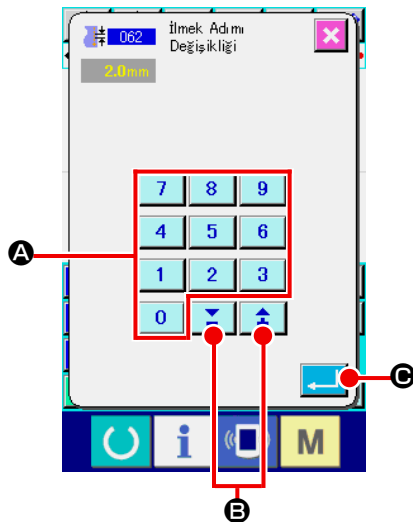 062
İlmek Adımı
Değişikliği
2.0mm
7 8 9
A
4 5 6
1 2 3
0
C
i M
B